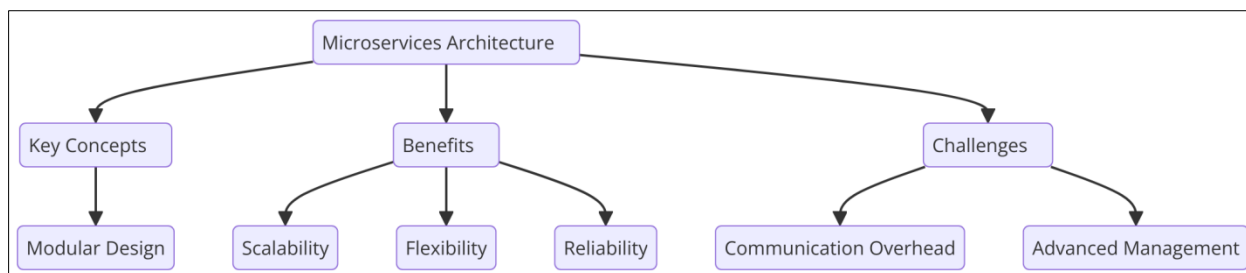 Microservices Architecture
Key Concepts
Benefits
Challenges
Modular Design
Scalability
Flexibility
Reliability
Communication Overhead
Advanced Management